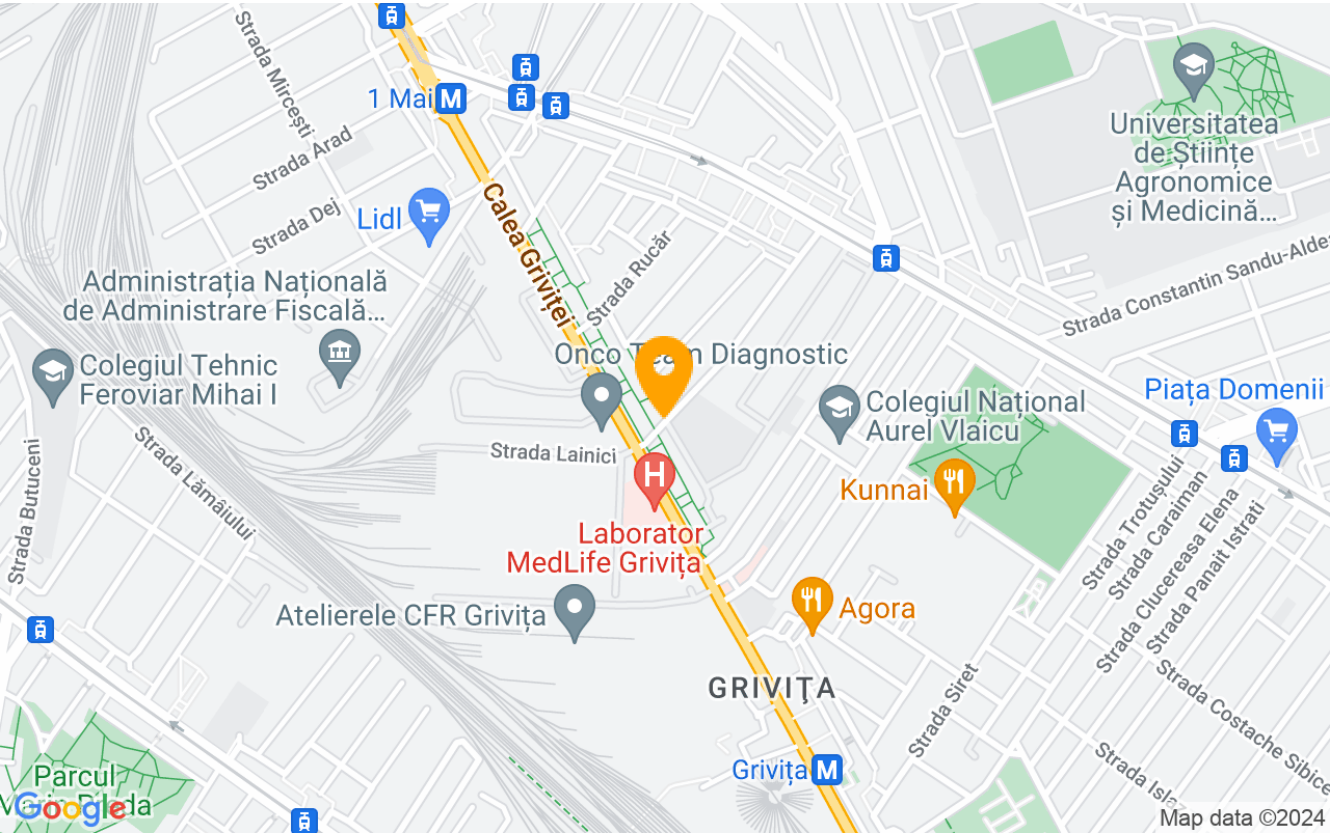 Strada Mircești
1 Mai
M
Strada Arad
Universitatea
de Științe
Agronomice
și Medicină...
Strada Dej
Lidl
Calea Griviței
Strada Rucăr
Strada Constantin Sandu-Alde
Administrația Națională
de Administrare Fiscală...
Onco Team Diagnostic
Colegiul Tehnic
Feroviar Mihai I
Colegiul Național
Aurel Vlaicu
Piața Domenii
Strada Lainici
H
Kunnai
Strada Butuceni
Strada Lămâiului
Laborator
MedLife Grivița
Strada Trotușului
Strada Caraiman
Strada Clucereasa Elena
Strada Panait Istrati
Atelierele CFR Grivița
Agora
GRIVIŢA
Strada Siret
Strada Costache Sibice
Grivița
M
Strada Isla
Parcul
Google
Map data ©2024